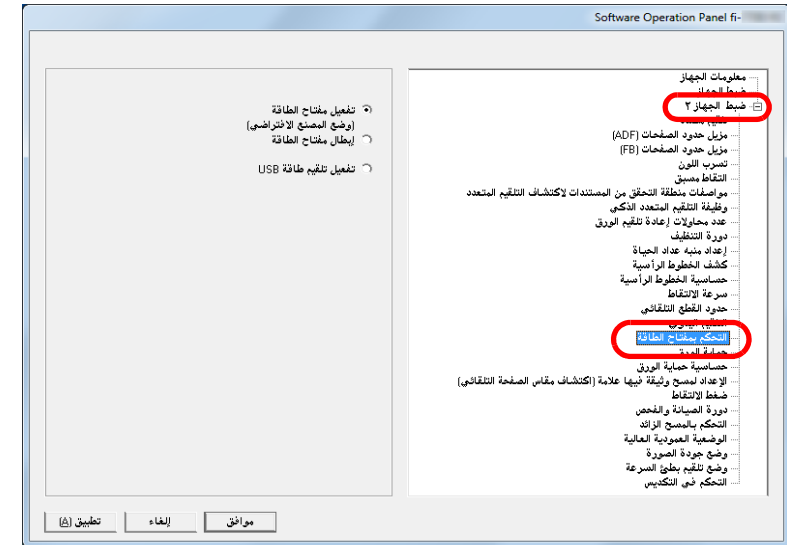 Software Operation Panel fi-
معلومات الجهاز
ضبط الجهاز
ضبط الجهاز ٢
مزيل حدود الصفحات (ADF)
مزيل حدود الصفحات (FB)
تسرب اللون
التقاط مسبق
مواصفات منطقة التحقق من المستندات لاكتشاف التلقيم المتعدد
وظيفة التلقيم المتعدد الذكي
عدد محاولات إعادة تلقيم الورق
دورة التنظيف
إعداد منبه عداد الحياة
كشف الخطوط الرأسية
حساسية الخطوط الرأسية
سرعة الالتقاط
حدود القطع التلقائي
التحكم بمفتاح الطاقة
حماية الورق
حساسية حماية الورق
الإعداد لمسح وثيقة فيها علامة (اكتشاف مقاس الصفحة التلقائي)
ضغط الالتقاط
دورة الصيانة والفحص
التحكم بالمسح الزائد
الوضعية العمودية العالية
وضع جودة الصورة
وضع تلقيم بطئ السرعة
التحكم في التكديس
تفعيل مفتاح الطاقة
(وضع المصنع الافتراضي)
إبطال مفتاح الطاقة
تفعيل تلقيم طاقة USB
موافق
إلغاء
تطبيق (A)